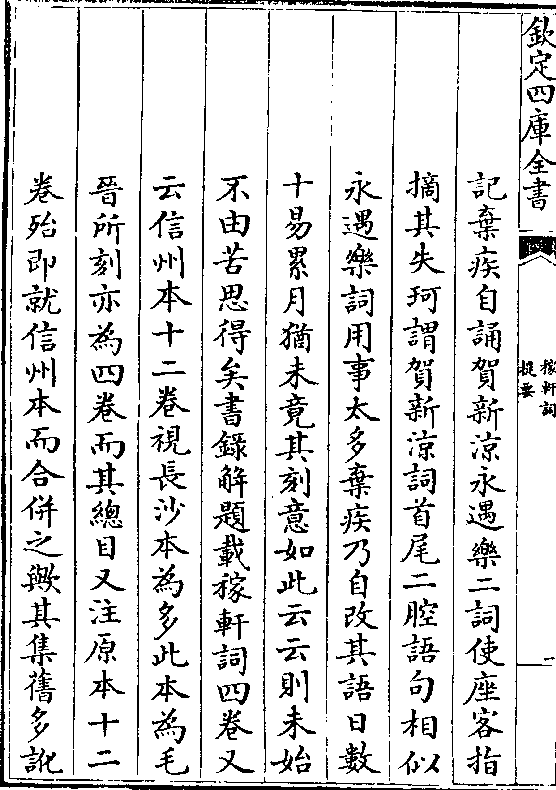 欽定四庫全書
稼軒詞
提要
一
記棄疾自誦賀新凉永遇樂二詞使座客指
摘其失珂謂賀新凉詞首尾二腔語句相似
永遇樂詞用事太多棄疾乃自改其語日數
十易累月猶未竟其刻意如此云云則未始
不由苦思得矣書錄解題載稼軒詞四卷又
云信州本十二卷視長沙本為多此本為毛
晉所刻亦為四卷而其總目又注原本十二
卷殆即就信州本而合併之歟其集舊多訛